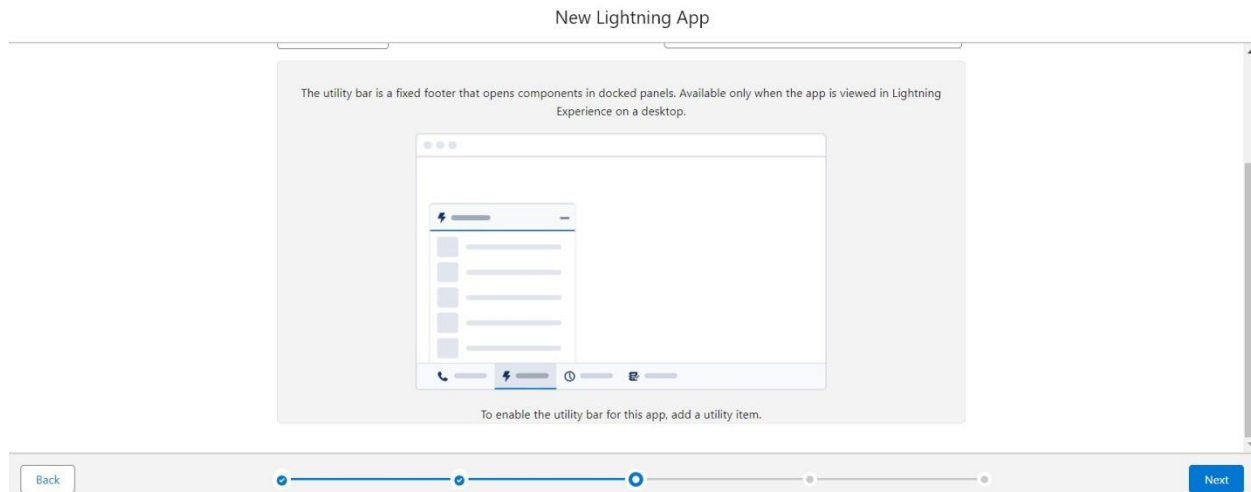 New Lightning App
The utility bar is a fixed footer that opens components in docked panels. Available only when the app is viewed in Lightning
Experience on a desktop.
To enable the utility bar for this app, add a utility item.
Back
Next